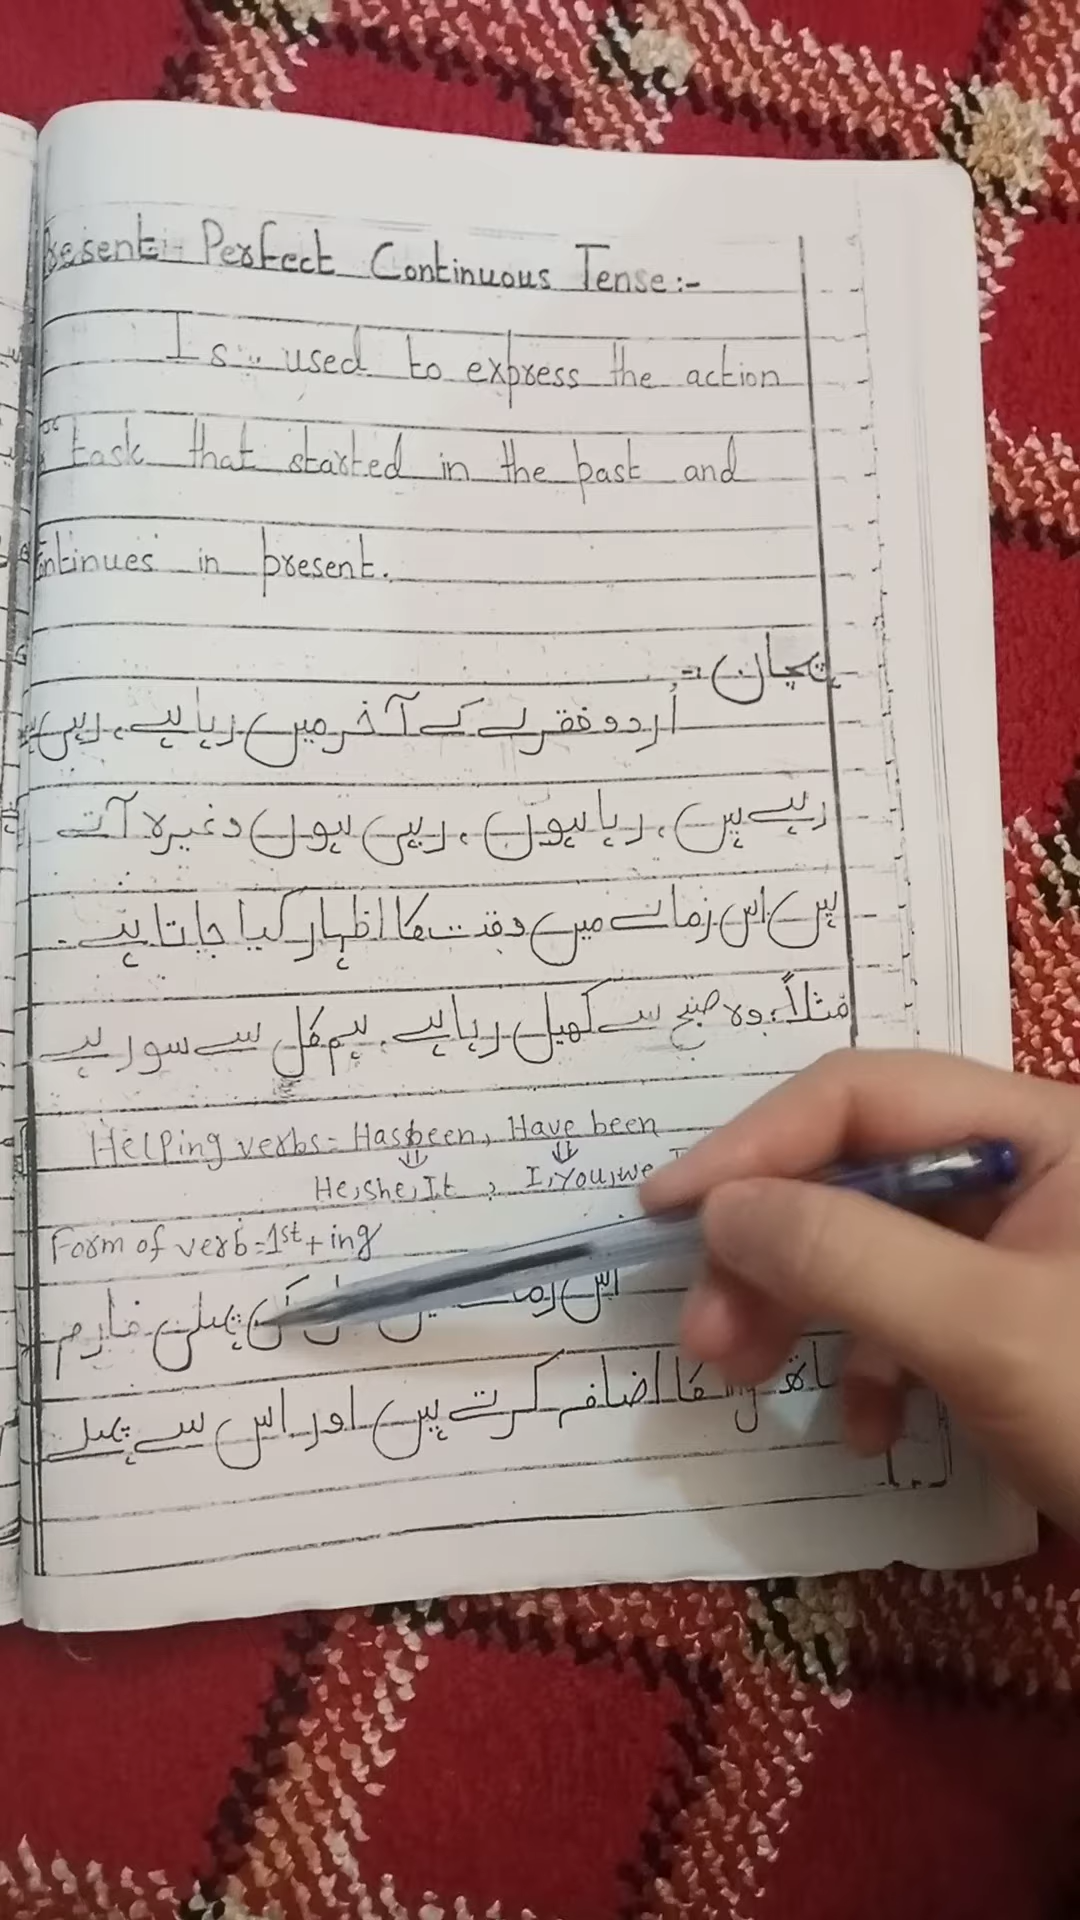 Present Perfect Continuous Tense:-
Is used to express the action
or task that started in the past and
continues in present.
پہچان :-
اُردو فقرے کے آخر میں رہا ہے ، رہی
رہے ہیں ، رہا ہوں ، رہی ہوں وغیرہ آتے
ہیں اس زمانے میں وقت کا اظہار کیا جاتا ہے -
مثلاً: وہ صبح سے کھیل رہا ہے . ہم کل سے سو رہے
Helping verbs= Has been, Have been
He, she, It , I, You, we
Form of verb=1st + ing
اس کی پہلی فارم
کا اضافہ کرتے ہیں اور اس سے پہلے